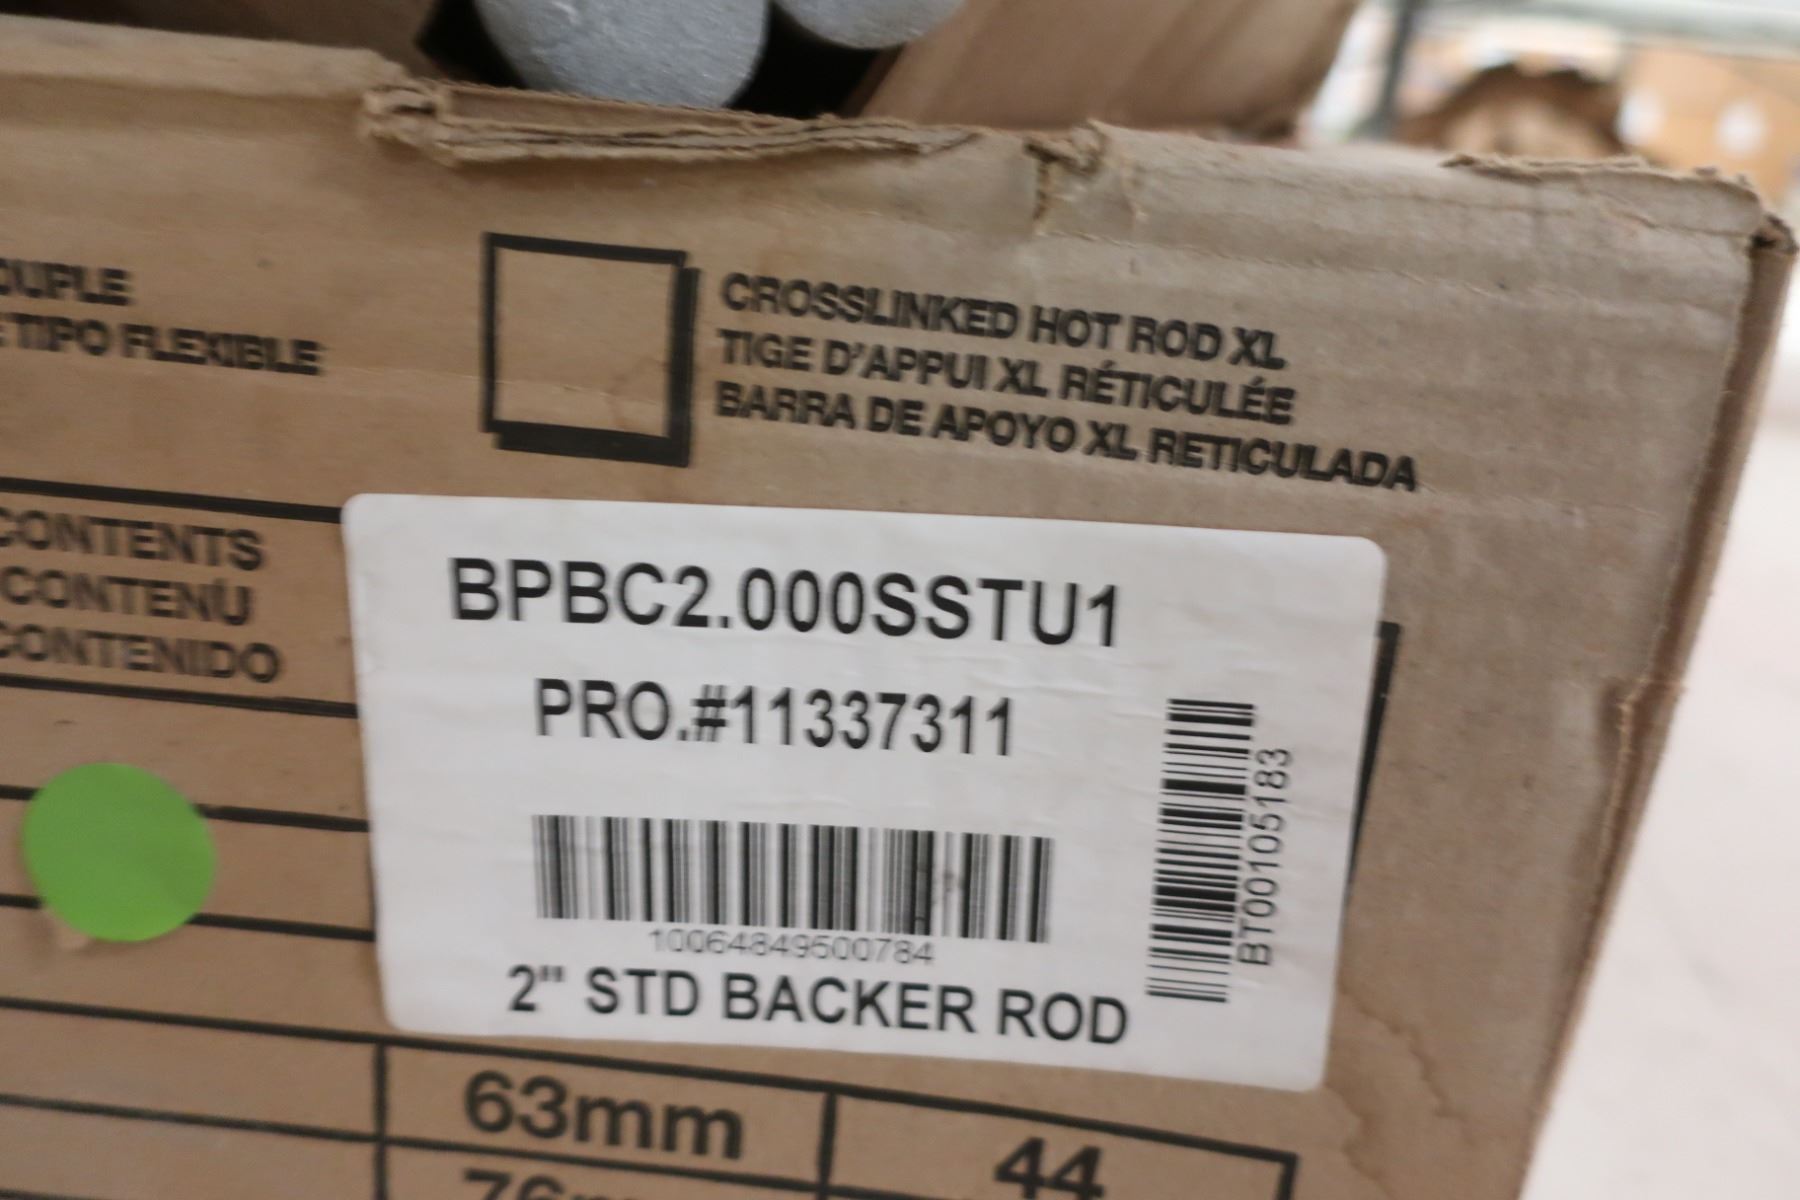 TIPO FLEXIBLE
CROSSLINKED HOT ROD XL
TIGE D'APPUI XL RÉTICULÉE
BARRA DE APOYO XL RETICULADA
CONTENTS
CONTENU
CONTENIDO
BPBC2.000SSTU1
PRO.#11337311
BT00105183
10064849500784
2" STD BACKER ROD
63mm 44